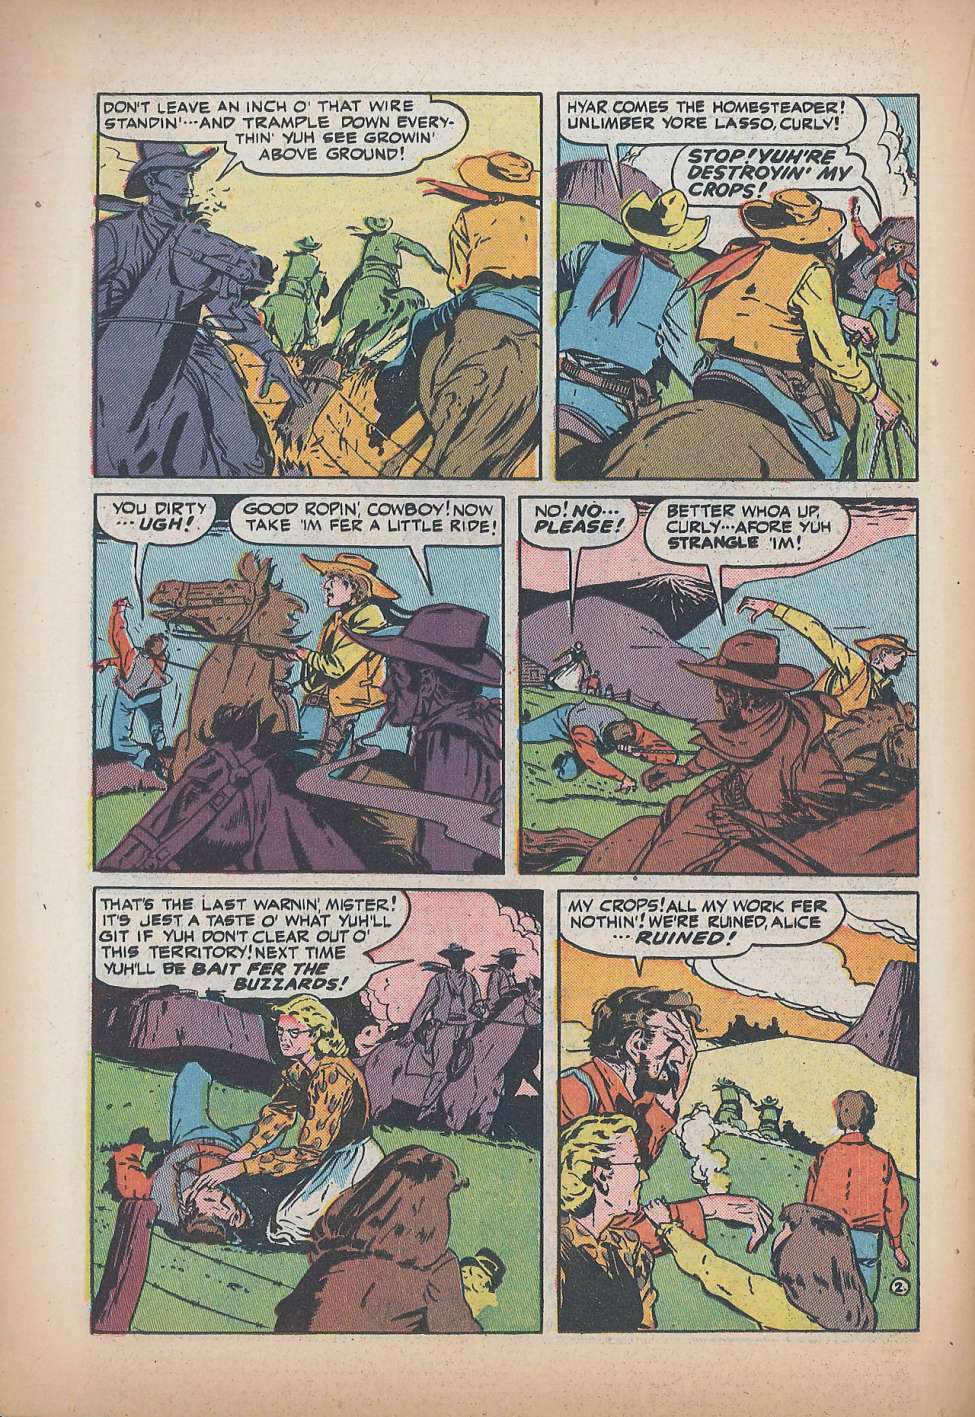 DON'T LEAVE AN INCH O' THAT WIRE
STANDIN'...AND TRAMPLE DOWN EVERY-
THIN' YUH SEE GROWIN'
ABOVE GROUND!
HYAR COMES THE HOMESTEADER!
UNLIMBER YORE LASSO, CURLY!
STOP! YUH'RE
DESTROYIN' MY
CROPS!
YOU DIRTY
...UGH!
GOOD ROPIN', COWBOY! NOW
TAKE 'IM FER A LITTLE RIDE!
NO! NO...
PLEASE!
BETTER WHOA UP,
CURLY...AFORE YUH
STRANGLE 'IM!
THAT'S THE LAST WARNIN', MISTER!
IT'S JEST A TASTE O' WHAT YUH'LL
GIT IF YUH DON'T CLEAR OUT O'
THIS TERRITORY! NEXT TIME
YUH'LL BE BAIT FER THE
BUZZARDS!
MY CROPS! ALL MY WORK FER
NOTHIN'! WE'RE RUINED, ALICE
...RUINED!
2